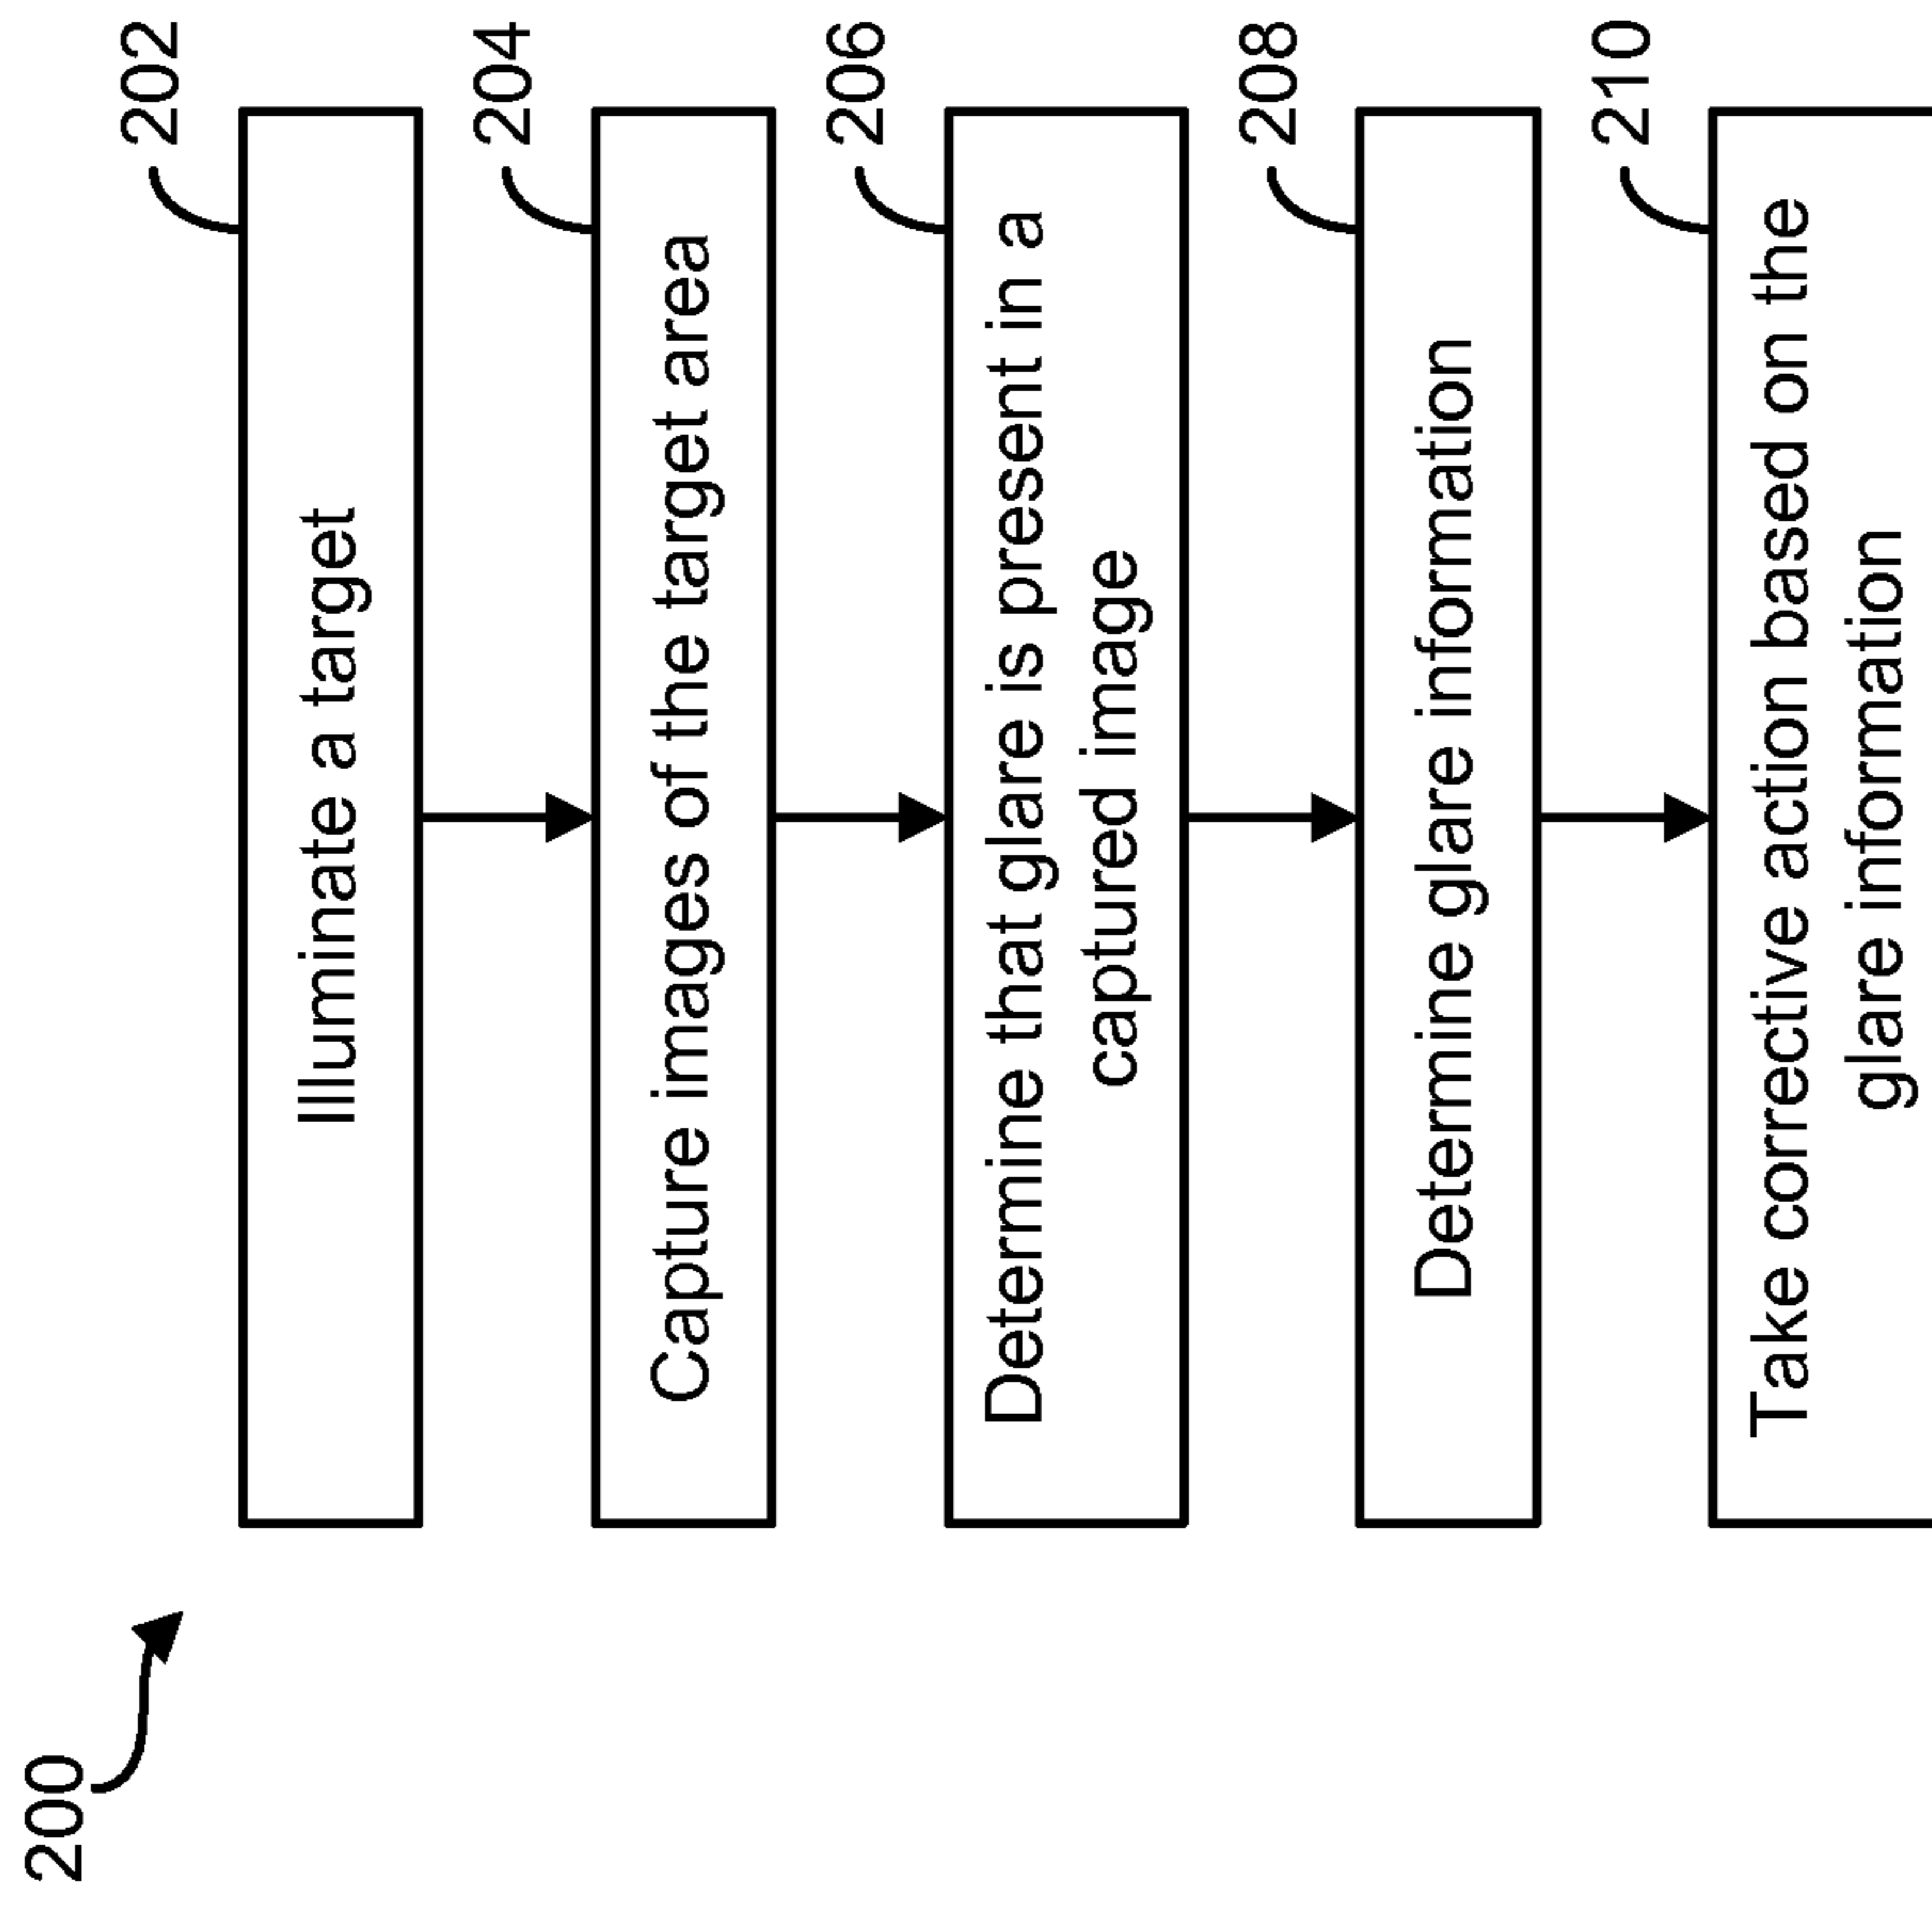 200
202
Illuminate a target
204
Capture images of the target area
206
Determine that glare is present in a
captured image
208
Determine glare information
210
Take corrective action based on the
glare information